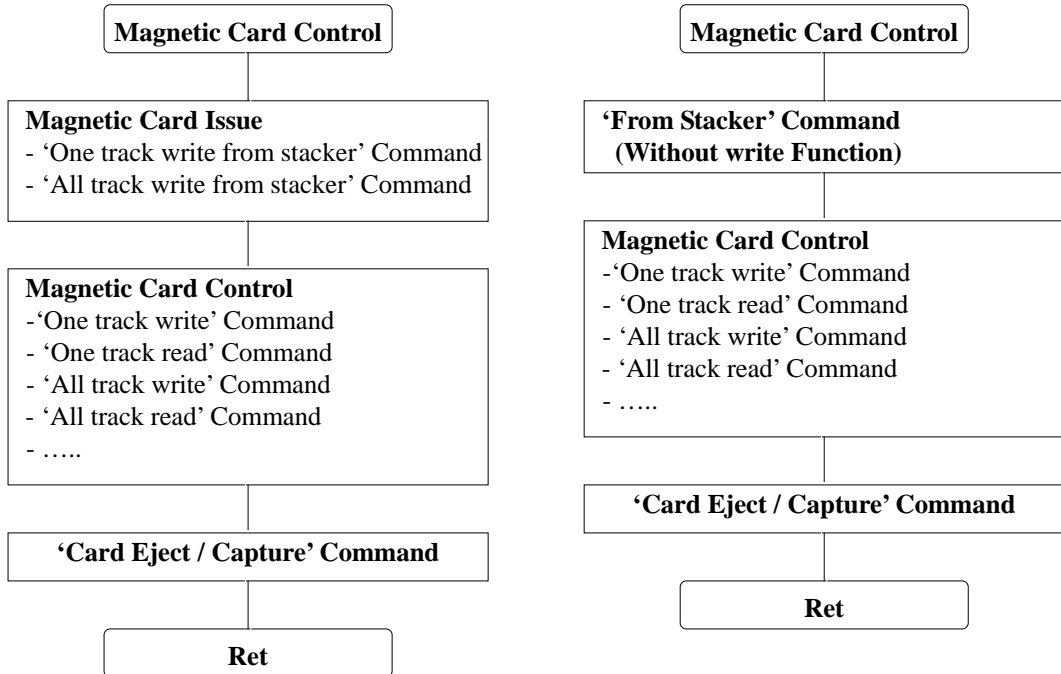 Magnetic Card Control
Magnetic Card Issue
- ‘One track write from stacker’ Command
- ‘All track write from stacker’ Command
Magnetic Card Control
-‘One track write’ Command
- ‘One track read’ Command
- ‘All track write’ Command
- ‘All track read’ Command
- …..
‘Card Eject / Capture’ Command
Ret
Magnetic Card Control
‘From Stacker’ Command
(Without write Function)
Magnetic Card Control
-‘One track write’ Command
- ‘One track read’ Command
- ‘All track write’ Command
- ‘All track read’ Command
- …..
‘Card Eject / Capture’ Command
Ret